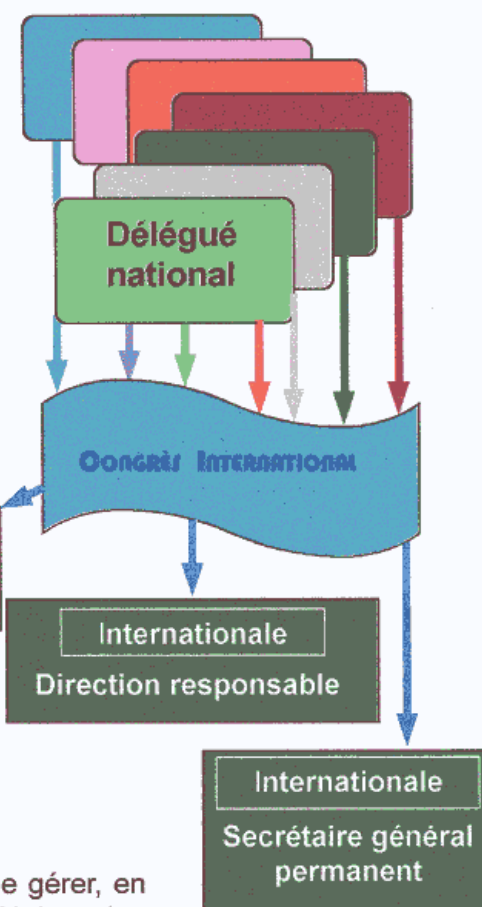 Délégué
national
Congrès International
Internationale
Direction responsable
Internationale
Secrétaire général
permanent
e gérer, en